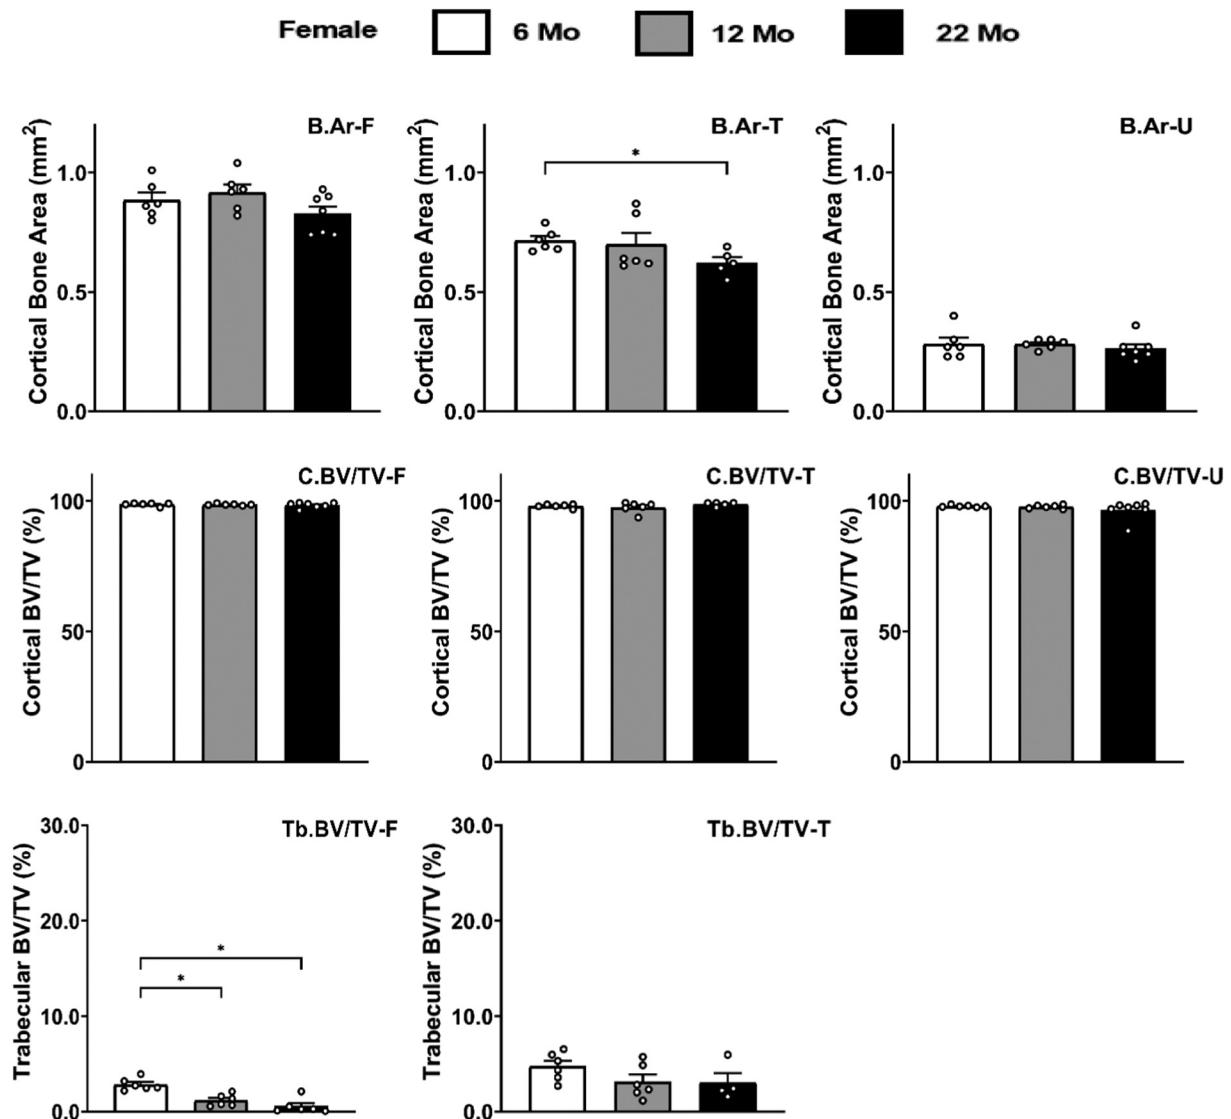 Female 6 Mo 12 Mo 22 Mo
B.Ar-F
Cortical Bone Area (mm²)
1.0
0.5
0.0
B.Ar-T
Cortical Bone Area (mm²)
1.0
0.5
0.0
*
B.Ar-U
Cortical Bone Area (mm²)
1.0
0.5
0.0
C.BV/TV-F
Cortical BV/TV (%)
100
50
0
C.BV/TV-T
Cortical BV/TV (%)
100
50
0
C.BV/TV-U
Cortical BV/TV (%)
100
50
0
Tb.BV/TV-F
Trabecular BV/TV (%)
30.0
20.0
10.0
0.0
*
*
Tb.BV/TV-T
Trabecular BV/TV (%)
30.0
20.0
10.0
0.0